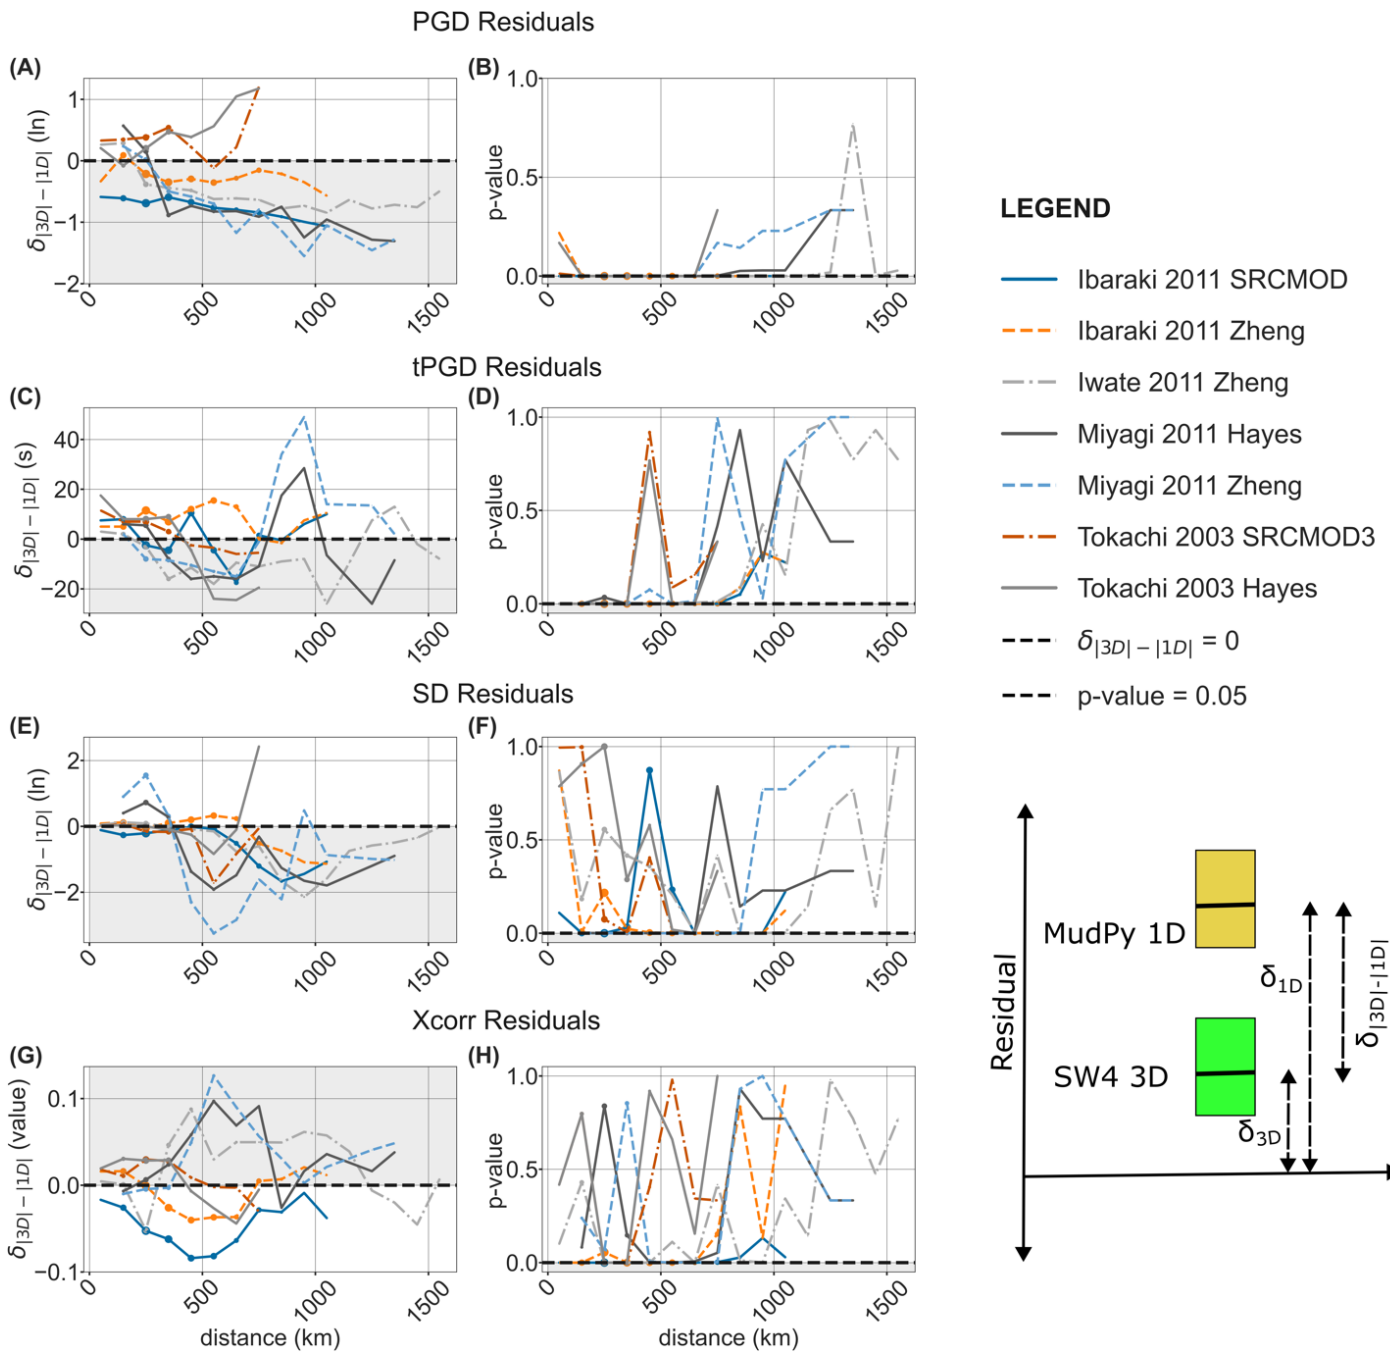 PGD Residuals
(A)
(B)
δ|3D| − |1D| (ln)
1
0
−1
−2
0
500
1000
1500
p-value
1.0
0.5
0.0
0
500
1000
1500
tPGD Residuals
(C)
(D)
δ|3D| − |1D| (s)
40
20
0
−20
0
500
1000
1500
p-value
1.0
0.5
0.0
0
500
1000
1500
SD Residuals
(E)
(F)
δ|3D| − |1D| (ln)
2
0
−2
0
500
1000
1500
p-value
1.0
0.5
0.0
0
500
1000
1500
Xcorr Residuals
(G)
(H)
δ|3D| − |1D| (value)
0.1
0.0
−0.1
0
500
1000
1500
distance (km)
p-value
1.0
0.5
0.0
0
500
1000
1500
distance (km)
LEGEND
Ibaraki 2011 SRCMOD
Ibaraki 2011 Zheng
Iwate 2011 Zheng
Miyagi 2011 Hayes
Miyagi 2011 Zheng
Tokachi 2003 SRCMOD3
Tokachi 2003 Hayes
δ|3D| − |1D| = 0
p-value = 0.05
Residual
MudPy 1D
SW4 3D
δ1D
δ3D
δ|3D|-|1D|